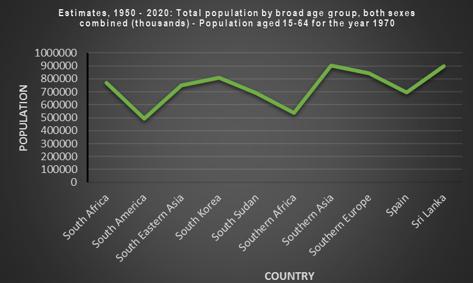 Estimates, 1950 - 2020: Total population by broad age group, both sexes
combined (thousands) - Population aged 15-64 for the year 1970
1000000
900000
800000
700000
600000
500000
400000
300000
200000
100000
0
POPULATION
South Africa
South America
South Eastern Asia
South Korea
South Sudan
Southern Africa
Southern Asia
Southern Europe
Spain
Sri Lanka
COUNTRY